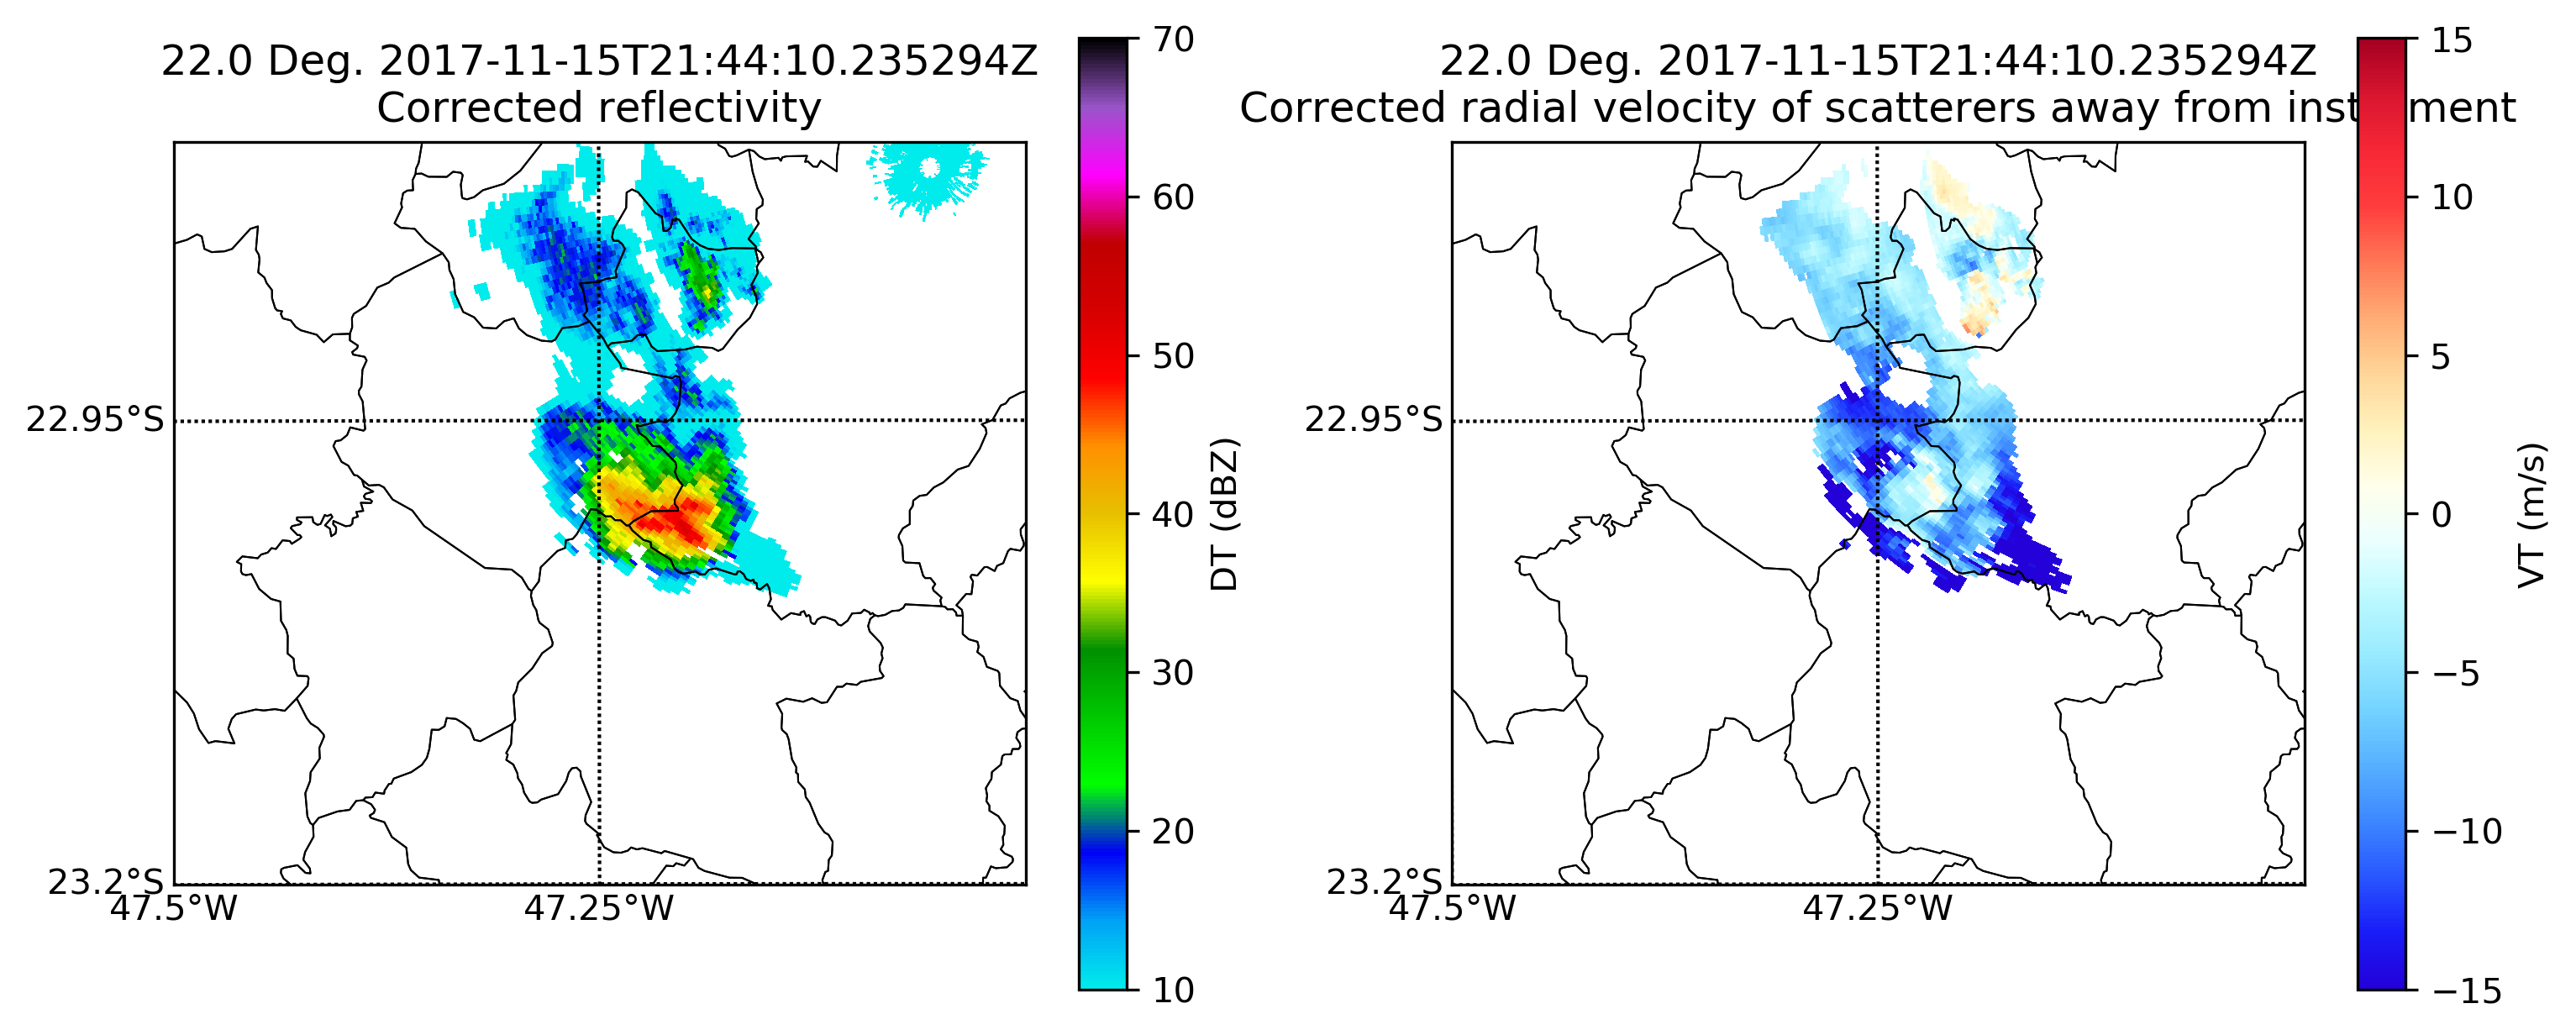 22.0 Deg. 2017-11-15T21:44:10.235294Z
Corrected reflectivity
22.95°S
23.2°S
47.5°W
47.25°W
70
60
50
40
30
20
10
DT (dBZ)
22.0 Deg. 2017-11-15T21:44:10.235294Z
Corrected radial velocity of scatterers away from inst ment
22.95°S
23.2°S
47.5°W
47.25°W
15
10
5
0
−5
−10
−15
VT (m/s)